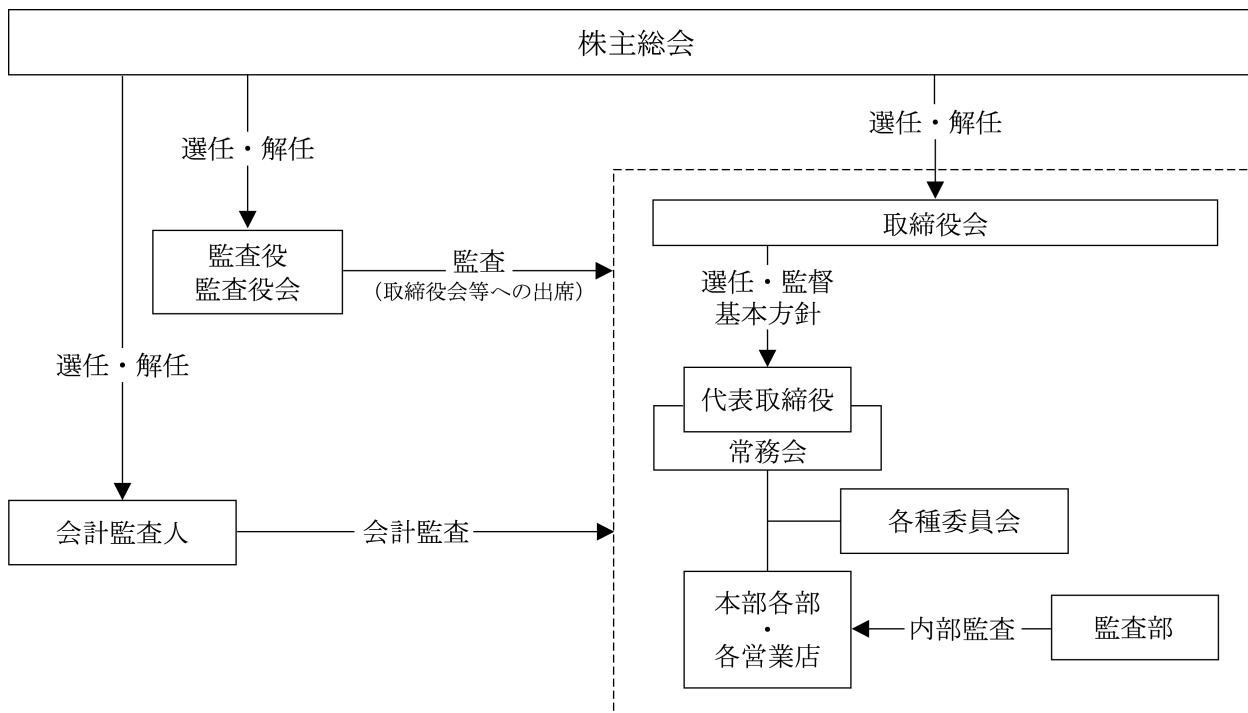 株主総会
選任・解任
選任・解任
取締役会
監査役
監査役会
監査
（取締役会等への出席）
選任・監督
基本方針
選任・解任
代表取締役
常務会
会計監査人
会計監査
各種委員会
本部各部
・
各営業店
内部監査
監査部